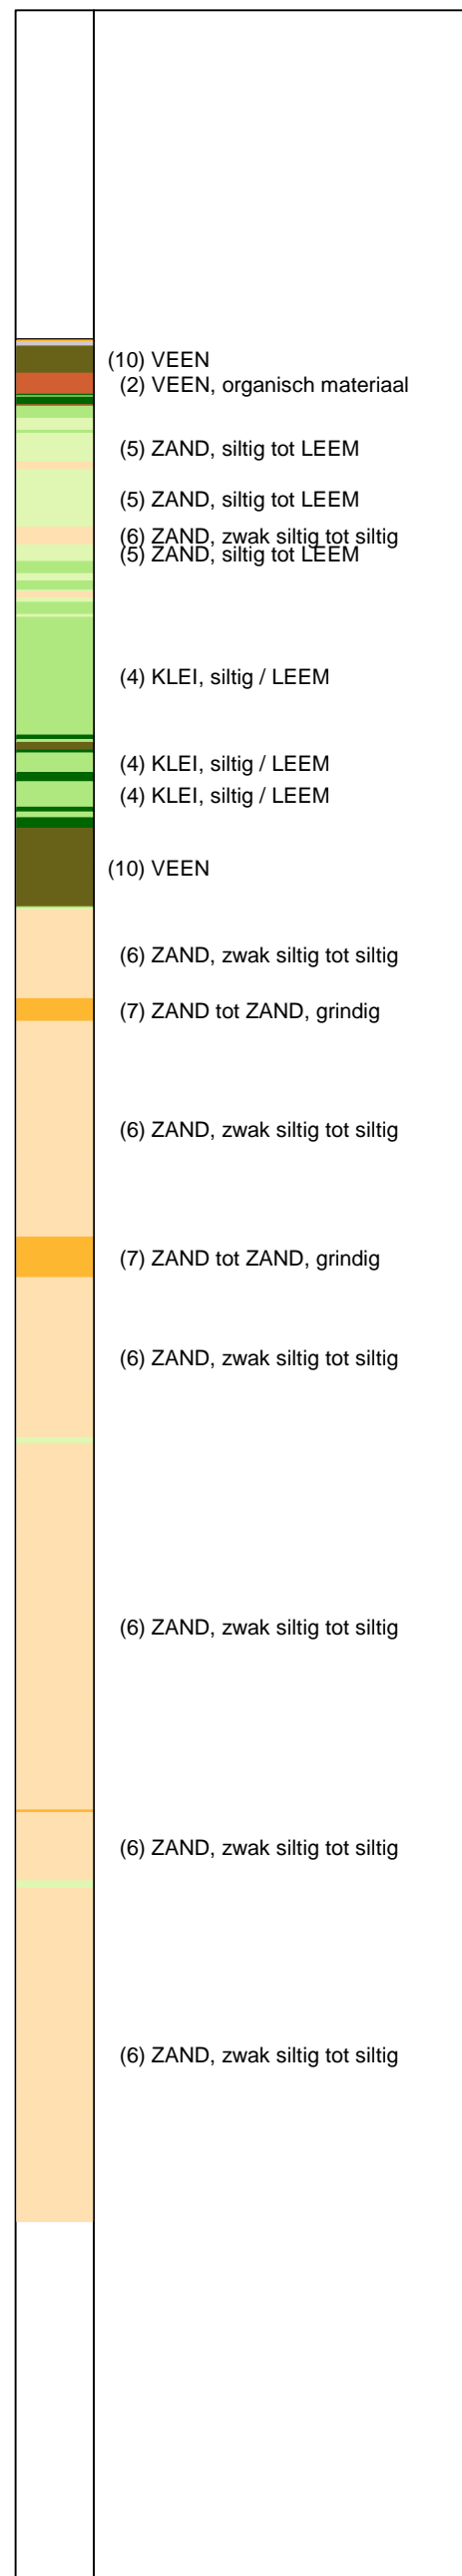 (10) VEEN
(2) VEEN, organisch materiaal
(5) ZAND, siltig tot LEEM
(5) ZAND, siltig tot LEEM
(6) ZAND, zwak siltig tot siltig
(5) ZAND, siltig tot LEEM
(4) KLEI, siltig / LEEM
(4) KLEI, siltig / LEEM
(4) KLEI, siltig / LEEM
(10) VEEN
(6) ZAND, zwak siltig tot siltig
(7) ZAND tot ZAND, grindig
(6) ZAND, zwak siltig tot siltig
(7) ZAND tot ZAND, grindig
(6) ZAND, zwak siltig tot siltig
(6) ZAND, zwak siltig tot siltig
(6) ZAND, zwak siltig tot siltig
(6) ZAND, zwak siltig tot siltig